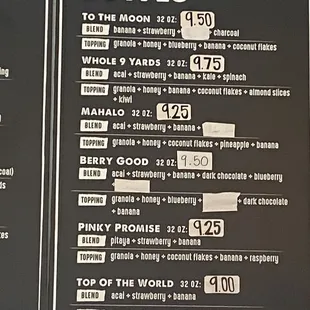 TO THE MOON 32 OZ: 9.50
BLEND banana + strawberry + charcoal
TOPPING granola + honey + blueberry + banana + coconut flakes
WHOLE 9 YARDS 32 OZ: 9.75
BLEND acai + strawberry + banana + kale + spinach
TOPPING granola + honey + banana + coconut flakes + almond slices
+ kiwi
MAHALO 32 OZ: 925
BLEND acai + strawberry + banana +
TOPPING granola + honey + coconut flakes + pineapple + banana
BERRY GOOD 32 OZ: 9.50
BLEND acai + strawberry + banana + dark chocolate + blueberry
TOPPING granola + honey + blueberry + + dark chocolate
+ banana
PINKY PROMISE 32 OZ: 925
BLEND pitaya + strawberry + banana
TOPPING granola + honey + coconut flakes + banana + raspberry
TOP OF THE WORLD 32 OZ: 9.00
BLEND acai + strawberry + banana